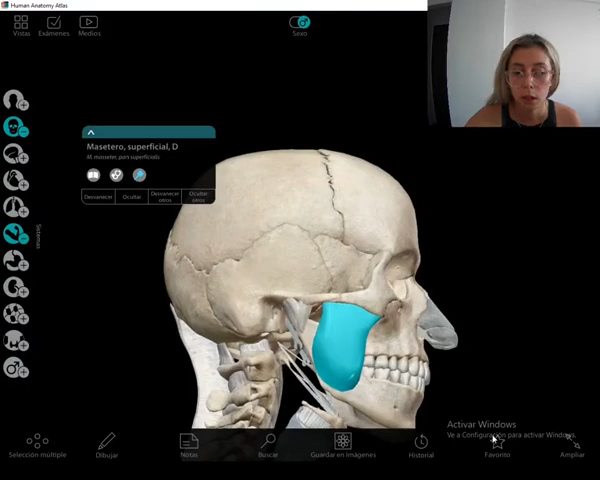 Human Anatomy Atlas
Vistas
Exámenes
Medios
Sexo
Masetero, superficial, D
M. masseter, pars superficialis
Desvanecer
Ocultar
Desvanecer otros
Ocultar otros
Sistemas
Activar Windows
Ve a Configuración para activar Windows.
Selección múltiple
Dibujar
Notas
Buscar
Guardar en imágenes
Historial
Favorito
Ampliar